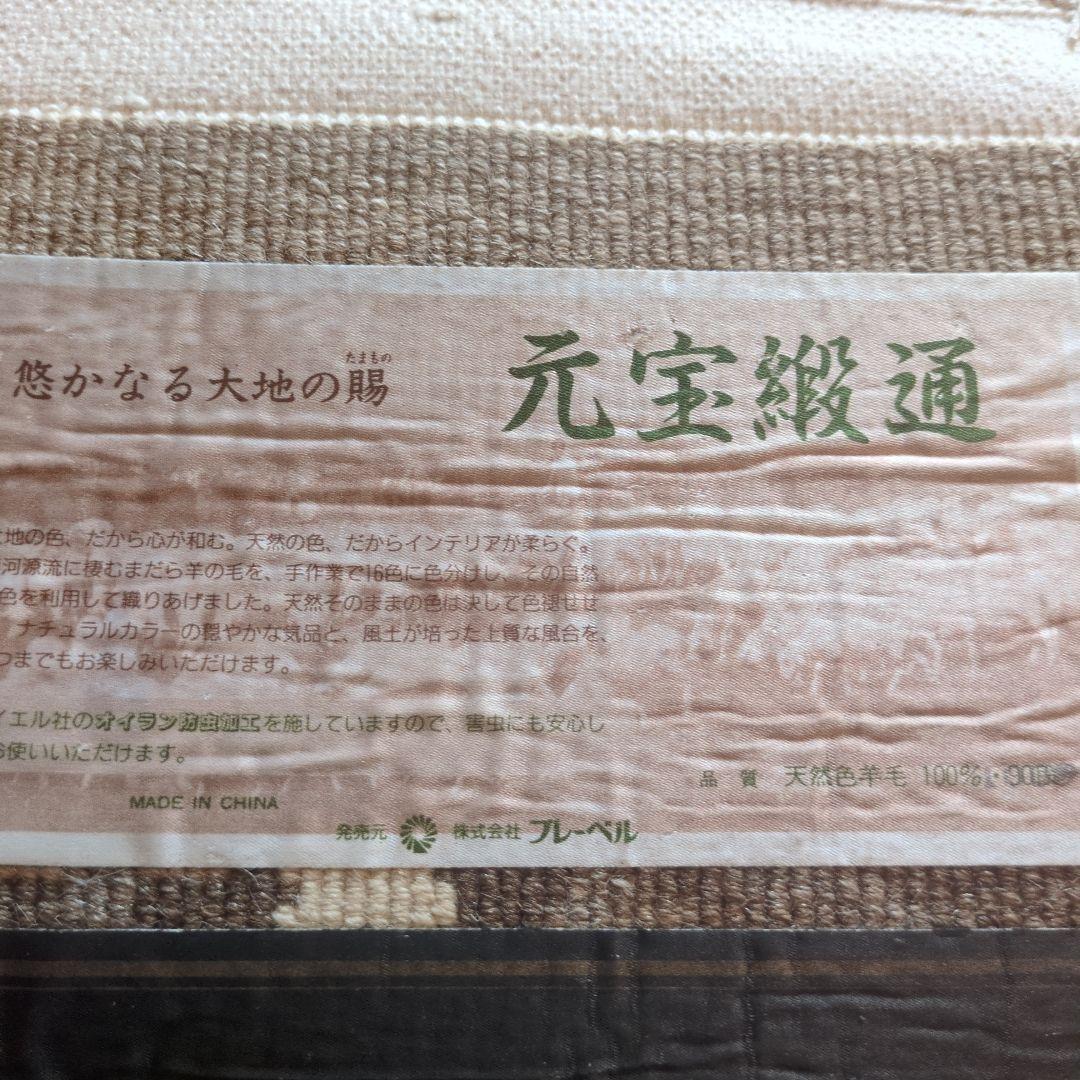 悠かなる大地の賜
たまもの
元宝緞通
地の色、だから心が和む。天然の色、だからインテリアが柔らぐ。
河源流に棲むまだら羊の毛を、手作業で16色に色分けし、その自然
色を利用して織りあげました。天然そのままの色は決して色褪せせ
ナチュラルカラーの穏やかな気品と、風土が培った上質な風合を、
つまでもお楽しみいただけます。
イエル社のオイラン防虫加工を施していますので、害虫にも安心し
お使いいただけます。
品質 天然色羊毛 100%
MADE IN CHINA
発売元 株式会社 プレーベル